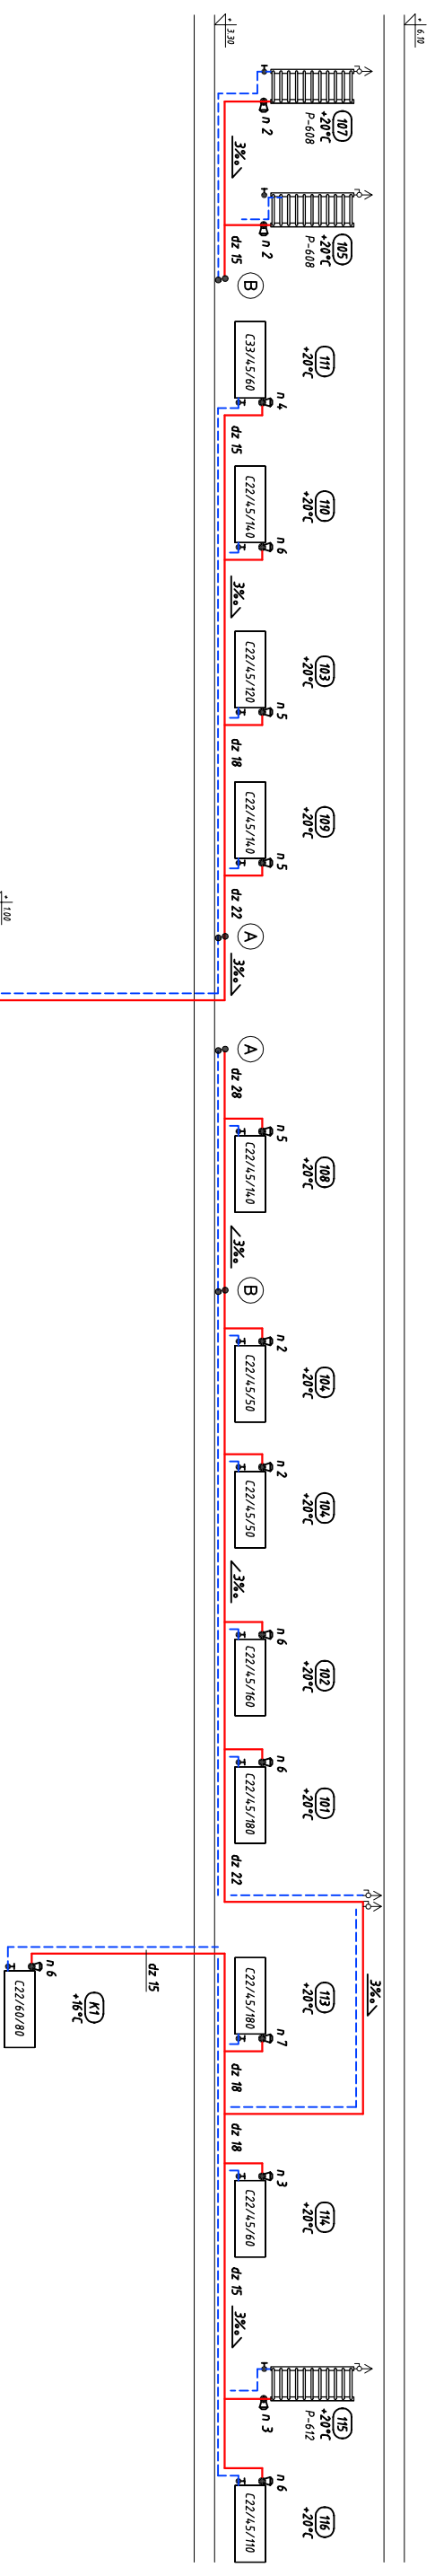 +
6.10
+
3.30
107
+20°C
P-608
n 2
3‰
105
+20°C
P-608
n 2
dz 15
B
111
+20°C
C33/45/60
n 4
dz 15
110
+20°C
C22/45/140
n 6
3‰
103
+20°C
C22/45/120
n 5
dz 18
109
+20°C
C22/45/140
n 5
dz 22
A
3‰
+
1.00
A
dz 28
n 5
108
+20°C
C22/45/140
3‰
B
n 2
104
+20°C
C22/45/50
n 2
104
+20°C
C22/45/50
3‰
n 6
102
+20°C
C22/45/160
n 6
101
+20°C
C22/45/180
dz 22
3‰
dz 15
n 6
K1
+16°C
C22/60/80
113
+20°C
C22/45/180
n 7
dz 18
dz 18
n 3
114
+20°C
C22/45/60
dz 15
3‰
115
+20°C
P-612
n 3
n 6
116
+20°C
C22/45/110